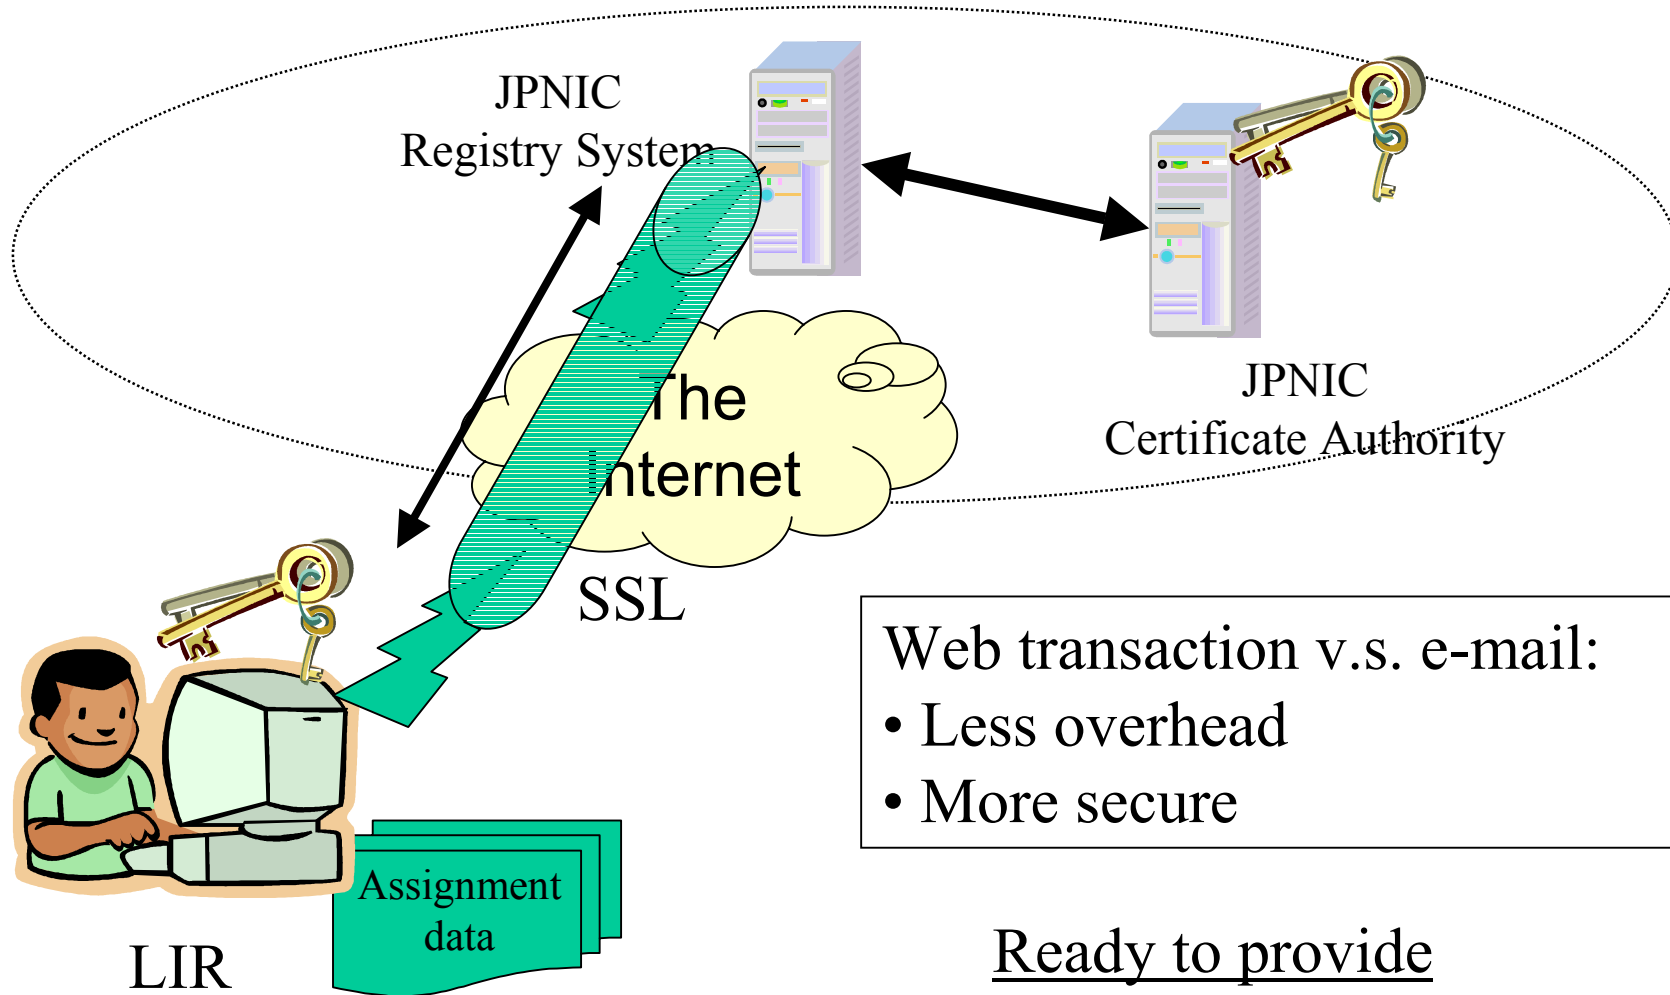 JPNIC
Registry System
JPNIC
Certificate Authority
The
Internet
SSL
Web transaction v.s. e-mail:
• Less overhead
• More secure
Assignment
data
LIR
Ready to provide